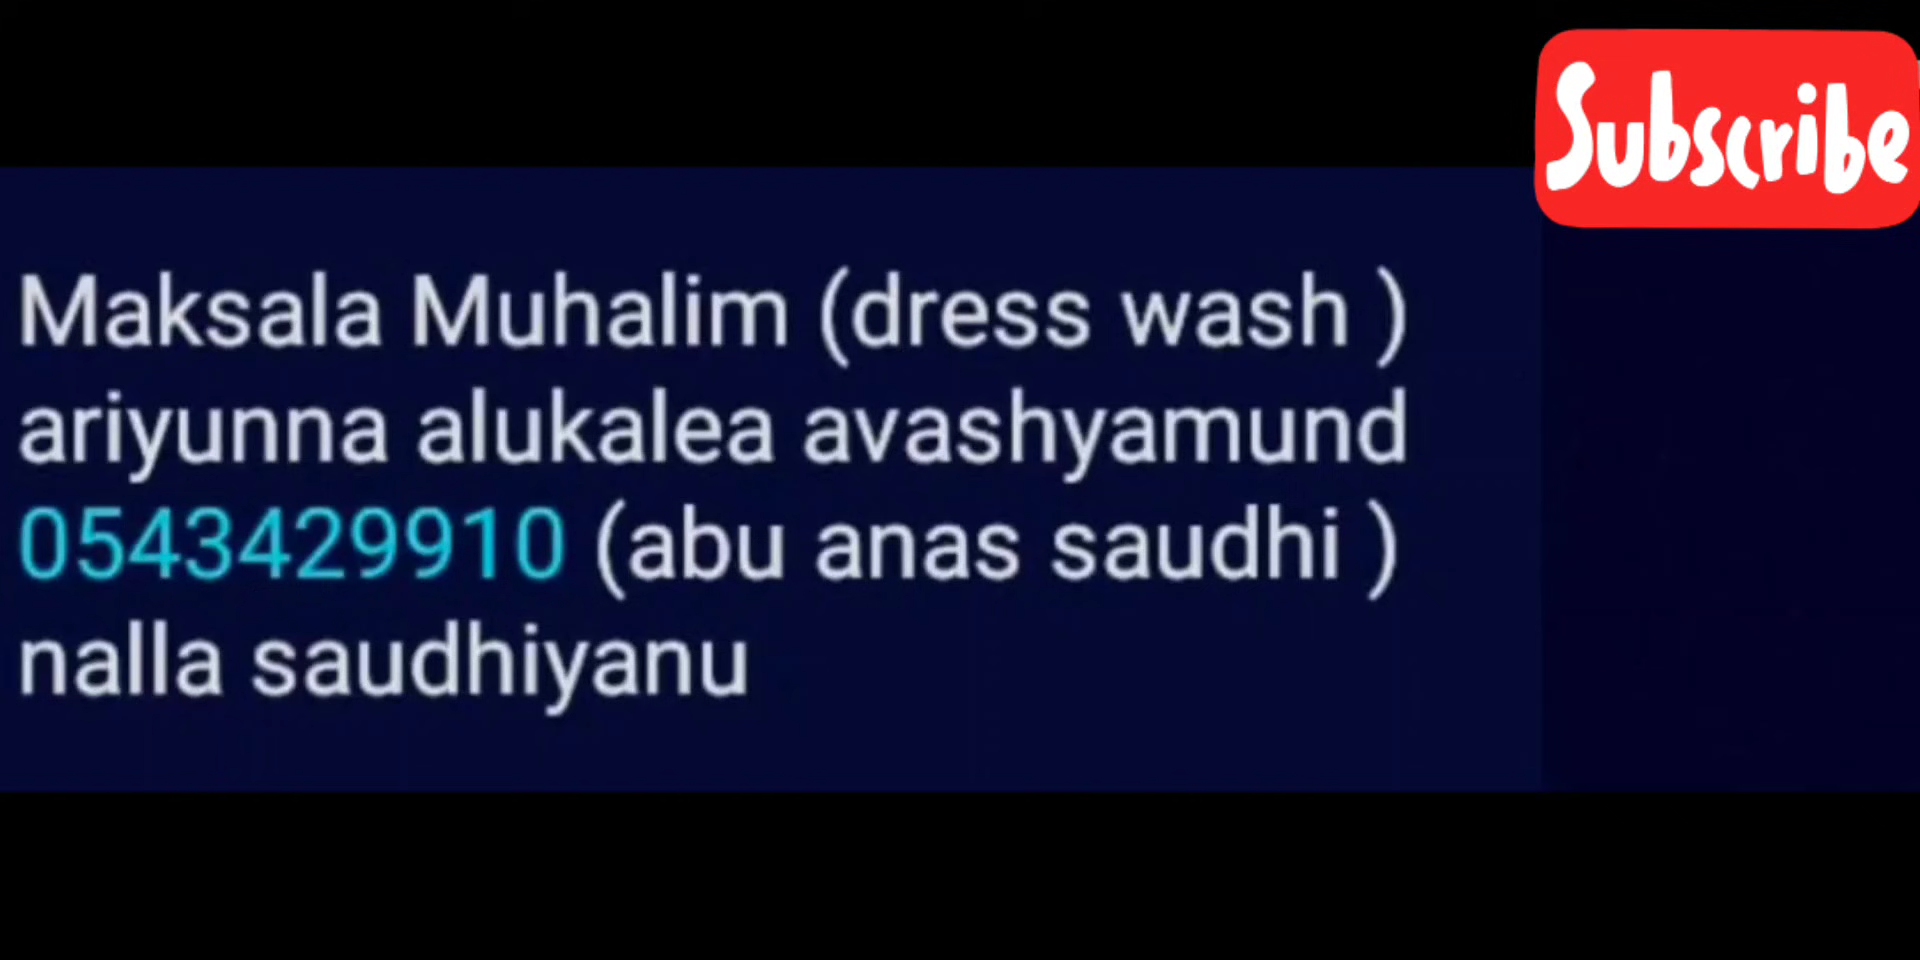 Subscribe
Maksala Muhalim (dress wash )
ariyunna alukalea avashyamund
0543429910 (abu anas saudhi )
nalla saudhiyanu